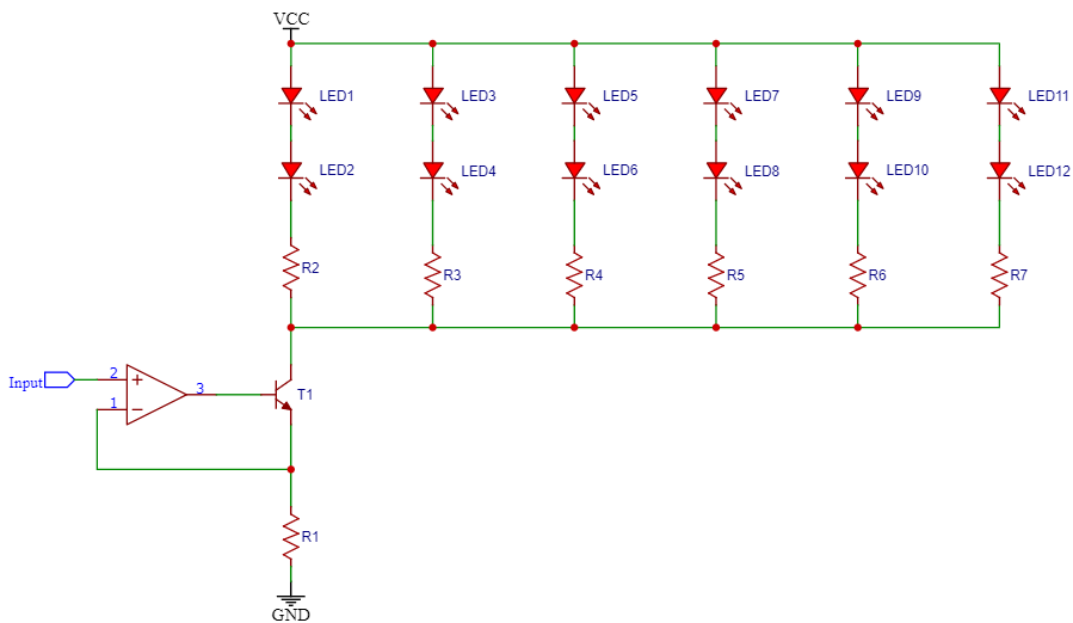 VCC
LED1
LED3
LED5
LED7
LED9
LED11
LED2
LED4
LED6
LED8
LED10
LED12
R2
R3
R4
R5
R6
R7
Input
2
+
3
1
−
T1
R1
GND